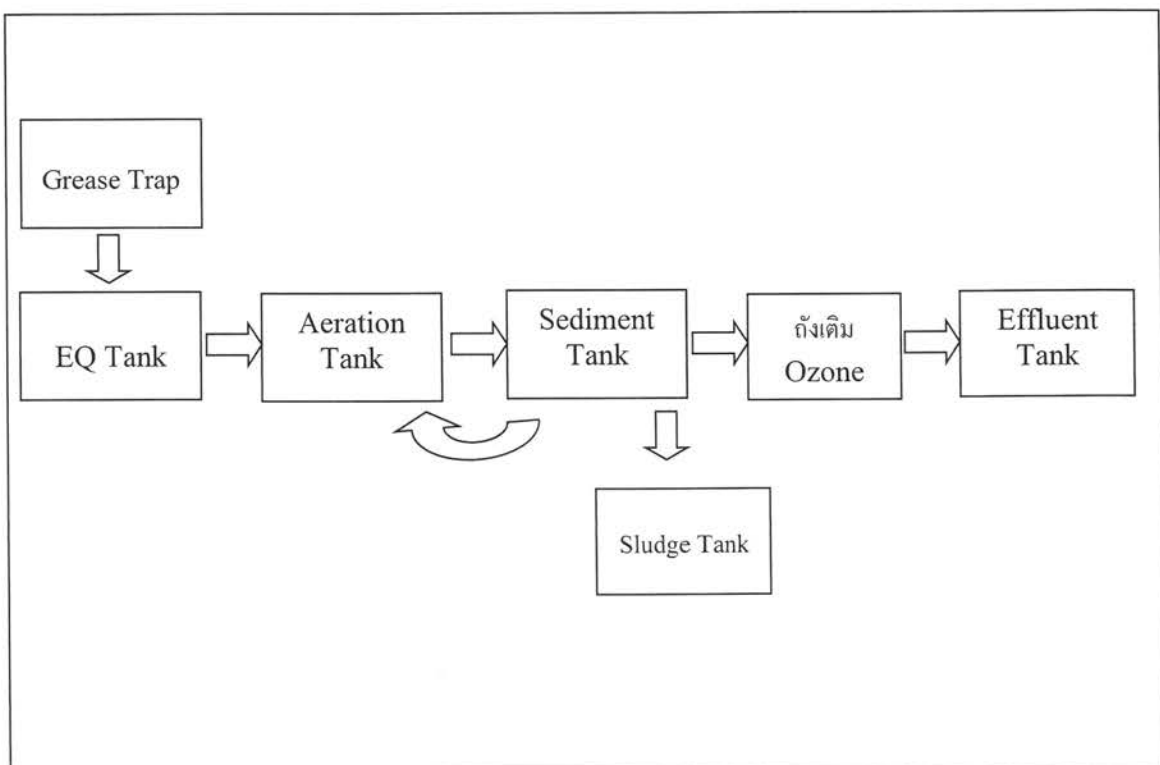 Grease Trap
EQ Tank
Aeration
Tank
Sediment
Tank
ถังเติม
Ozone
Effluent
Tank
Sludge Tank